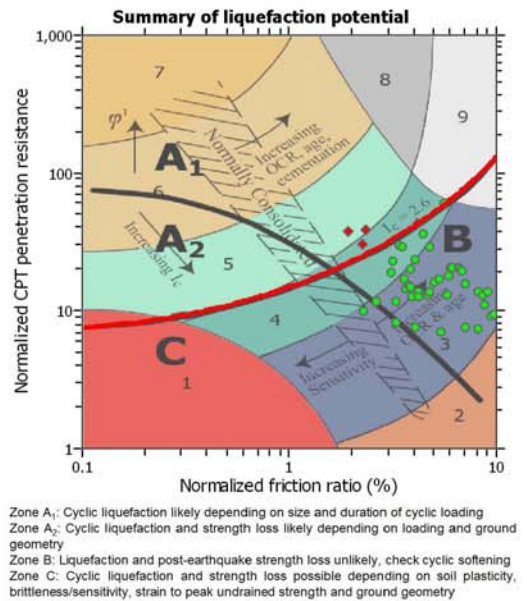 Summary of liquefaction potential
1,000
7
8
9
φ'
A1
Normally Consolidated
Increasing
OCR, age,
cementation
100
6
A2
Ic = 2.6
B
Increasing Ic
5
10
4
Increasing
OCR & age
C
1
Increasing
Sensitivity
3
2
1
0.1
1
10
Normalized CPT penetration resistance
Normalized friction ratio (%)
Zone A1: Cyclic liquefaction likely depending on size and duration of cyclic loading
Zone A2: Cyclic liquefaction and strength loss likely depending on loading and ground
geometry
Zone B: Liquefaction and post-earthquake strength loss unlikely, check cyclic softening
Zone C: Cyclic liquefaction and strength loss possible depending on soil plasticity,
brittleness/sensitivity, strain to peak undrained strength and ground geometry